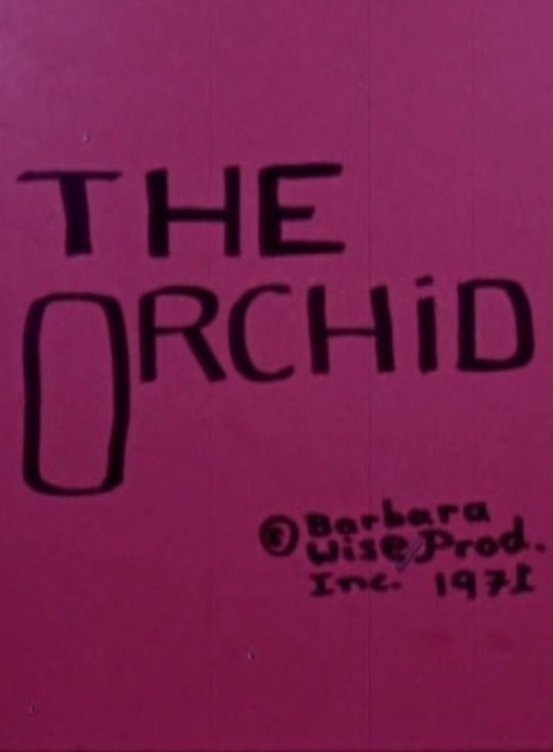 THE
ORCHiD
© Barbara
Wise Prod.
Inc. 1971